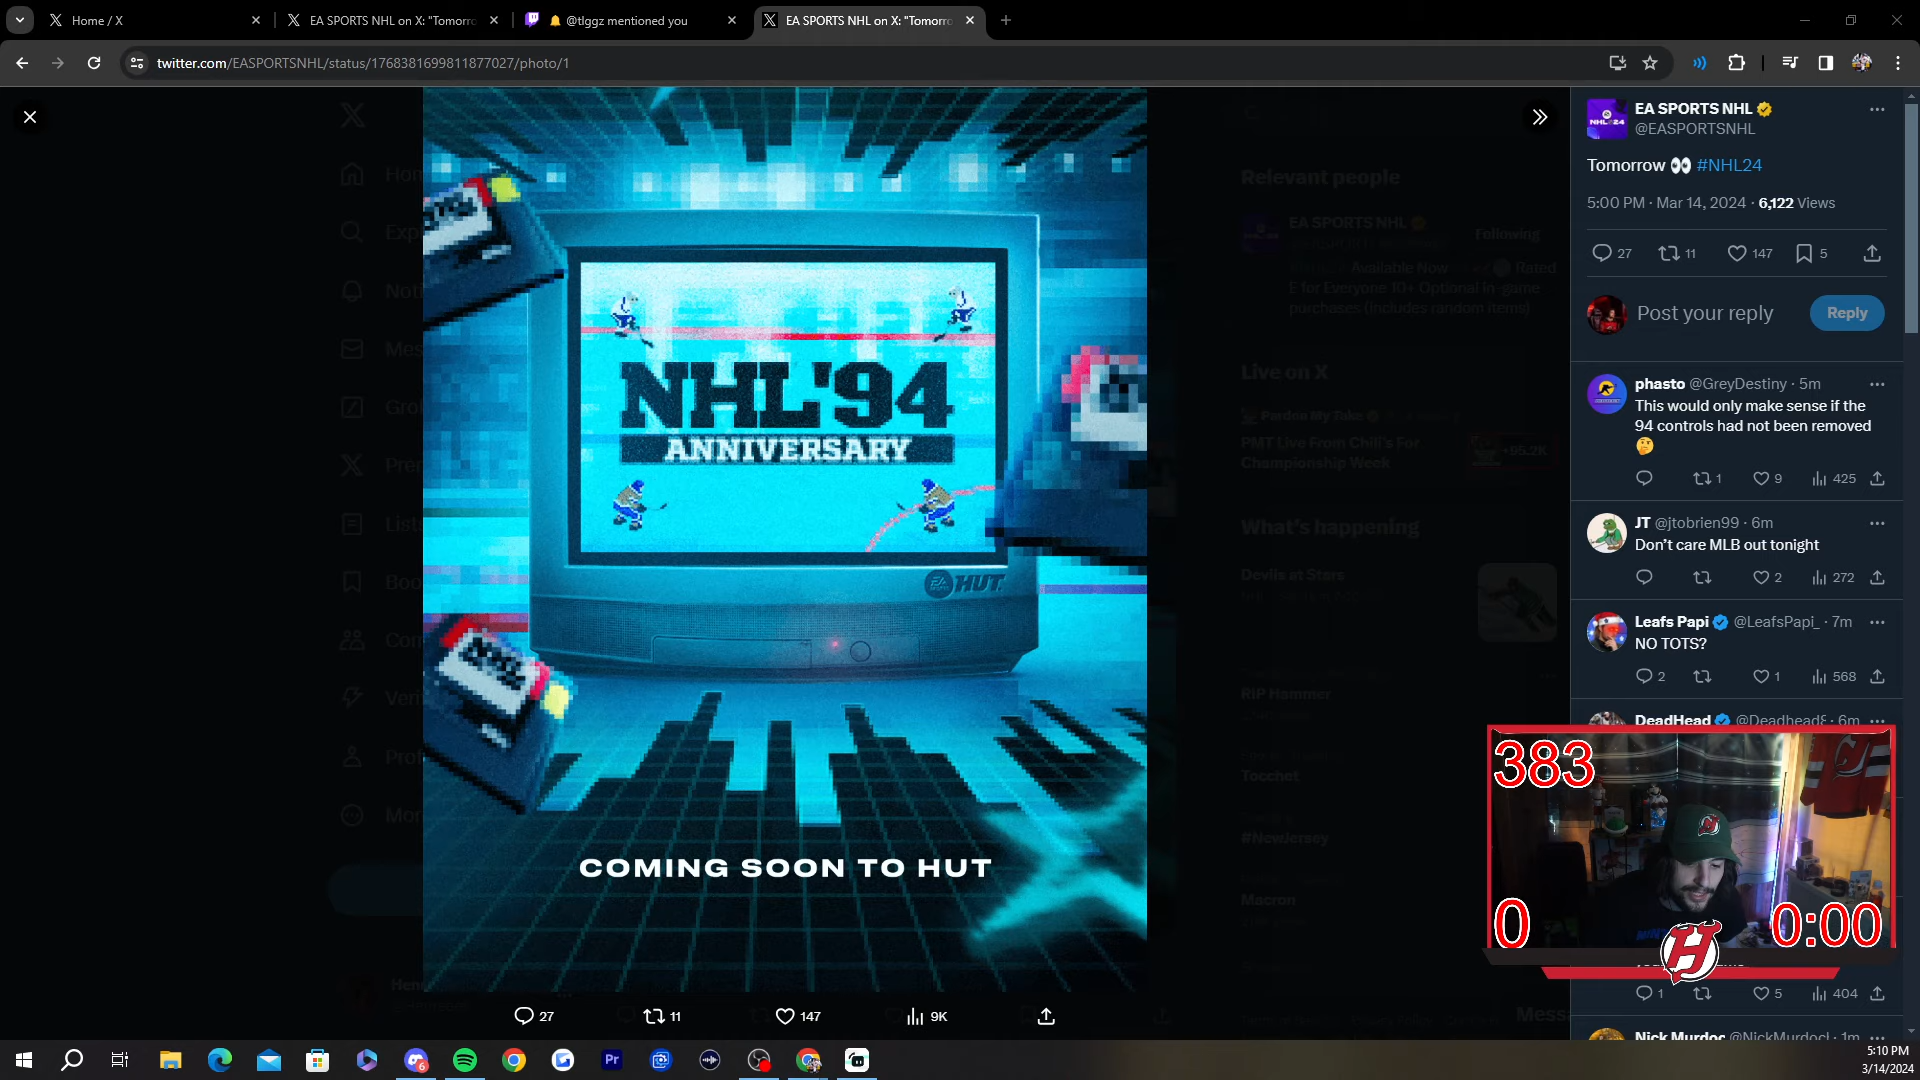 Home / X
EA SPORTS NHL on X: "Tomorro
🔔 @tlggz mentioned you
EA SPORTS NHL on X: "Tomorro
twitter.com/EASPORTSNHL/status/1768381699811877027/photo/1
NHL'94
ANNIVERSARY
EA SPORTS HUT
COMING SOON TO HUT
27
11
147
9K
Relevant people
EA SPORTS NHL
Following
Available Now
Rated
E for Everyone 10+ Optional in-game
purchases (includes random items)
Live on X
Pardon My Take
PMT Live From Chili's For
Championship Week
+95.2K
What's happening
Devils at Stars
RiP Hammer
Tocchet
#NewJersey
Macron
EA SPORTS NHL
@EASPORTSNHL
Tomorrow 👀 #NHL24
5:00 PM · Mar 14, 2024 · 6,122 Views
27
11
147
5
Post your reply
Reply
phasto @GreyDestiny · 5m
This would only make sense if the
94 controls had not been removed
🤔
1
9
425
JT @jtobrien99 · 6m
Don't care MLB out tonight
2
272
Leafs Papi @LeafsPapi_ · 7m
NO TOTS?
2
1
568
DeadHead @Deadhead8 · 6m
383
0
0:00
1
5
404
Nick Murdoc @NickMurdocl · 1m
5:10 PM
3/14/2024